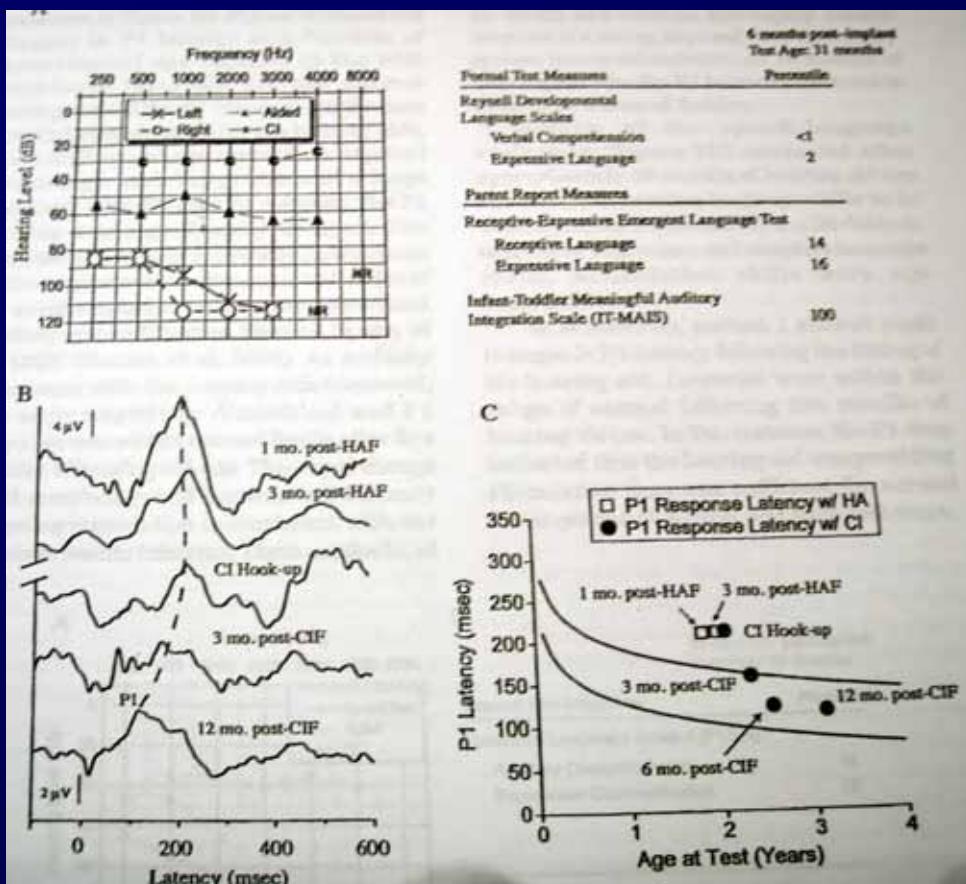 A
Frequency (Hz)
250 500 1000 2000 3000 4000 8000
Left Aided
Right CI
Hearing Level (dB)
0
20
40
60
80
100
120
NR
NR
6 months post-implant
Test Age: 31 months
Formal Test Measures Percentile
Reynell Developmental
Language Scales
Verbal Comprehension <1
Expressive Language 2
Parent Report Measures
Receptive-Expressive Emergent Language Test
Receptive Language 14
Expressive Language 16
Infant-Toddler Meaningful Auditory
Integration Scale (IT-MAIS) 100
B
4 µV
1 mo. post-HAF
3 mo. post-HAF
CI Hook-up
3 mo. post-CIF
P1
12 mo. post-CIF
2 µV
0 200 400 600
Latency (msec)
C
P1 Response Latency w/ HA
P1 Response Latency w/ CI
P1 Latency (msec)
350
300
250
200
150
100
50
0
1 mo. post-HAF
3 mo. post-HAF
CI Hook-up
3 mo. post-CIF
12 mo. post-CIF
6 mo. post-CIF
0 1 2 3 4
Age at Test (Years)